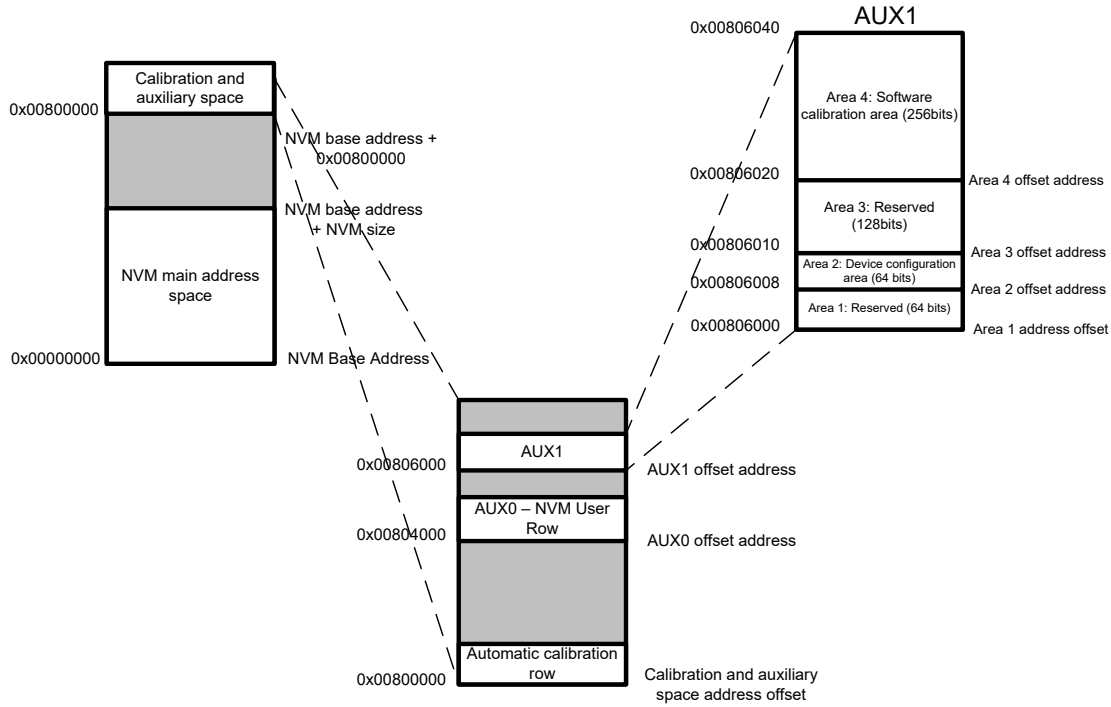 AUX1
0x00806040
Calibration and
auxiliary space
0x00800000
NVM base address +
0x00800000
NVM base address
+ NVM size
NVM main address
space
0x00000000
NVM Base Address
Area 4: Software
calibration area (256bits)
0x00806020
Area 4 offset address
Area 3: Reserved
(128bits)
0x00806010
Area 3 offset address
Area 2: Device configuration
area (64 bits)
0x00806008
Area 2 offset address
Area 1: Reserved (64 bits)
0x00806000
Area 1 address offset
AUX1
0x00806000
AUX1 offset address
AUX0 – NVM User
Row
0x00804000
AUX0 offset address
Automatic calibration
row
0x00800000
Calibration and auxiliary
space address offset